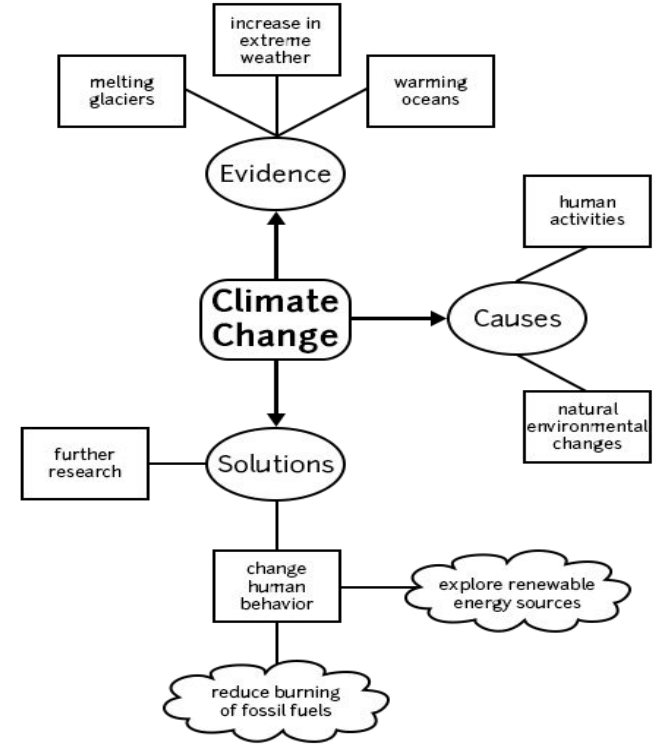 increase in
extreme
weather
melting
glaciers
warming
oceans
Evidence
human
activities
Climate
Change
Causes
natural
environmental
changes
further
research
Solutions
change
human
behavior
explore renewable
energy sources
reduce burning
of fossil fuels